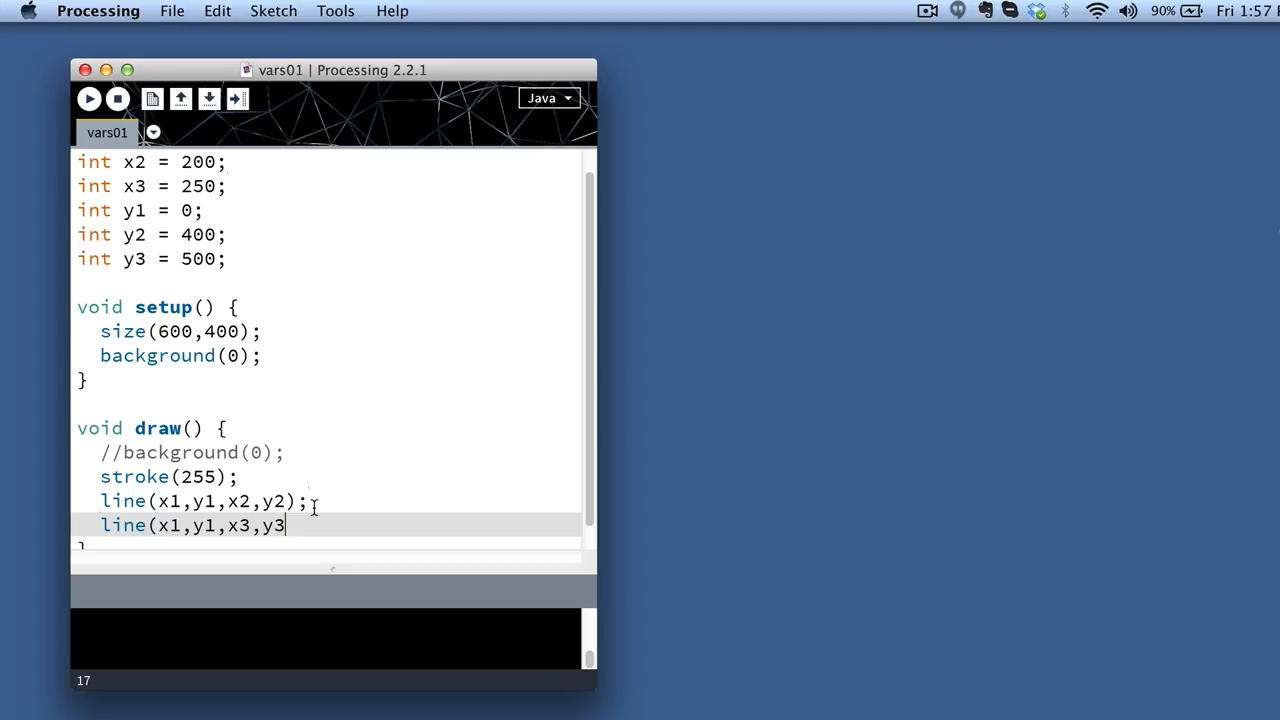 Processing File Edit Sketch Tools Help 90% Fri 1:57
vars01 | Processing 2.2.1
Java
vars01
int x2 = 200;
int x3 = 250;
int y1 = 0;
int y2 = 400;
int y3 = 500;
void setup() {
size(600,400);
background(0);
}
void draw() {
//background(0);
stroke(255);
line(x1,y1,x2,y2);
line(x1,y1,x3,y3
}
17